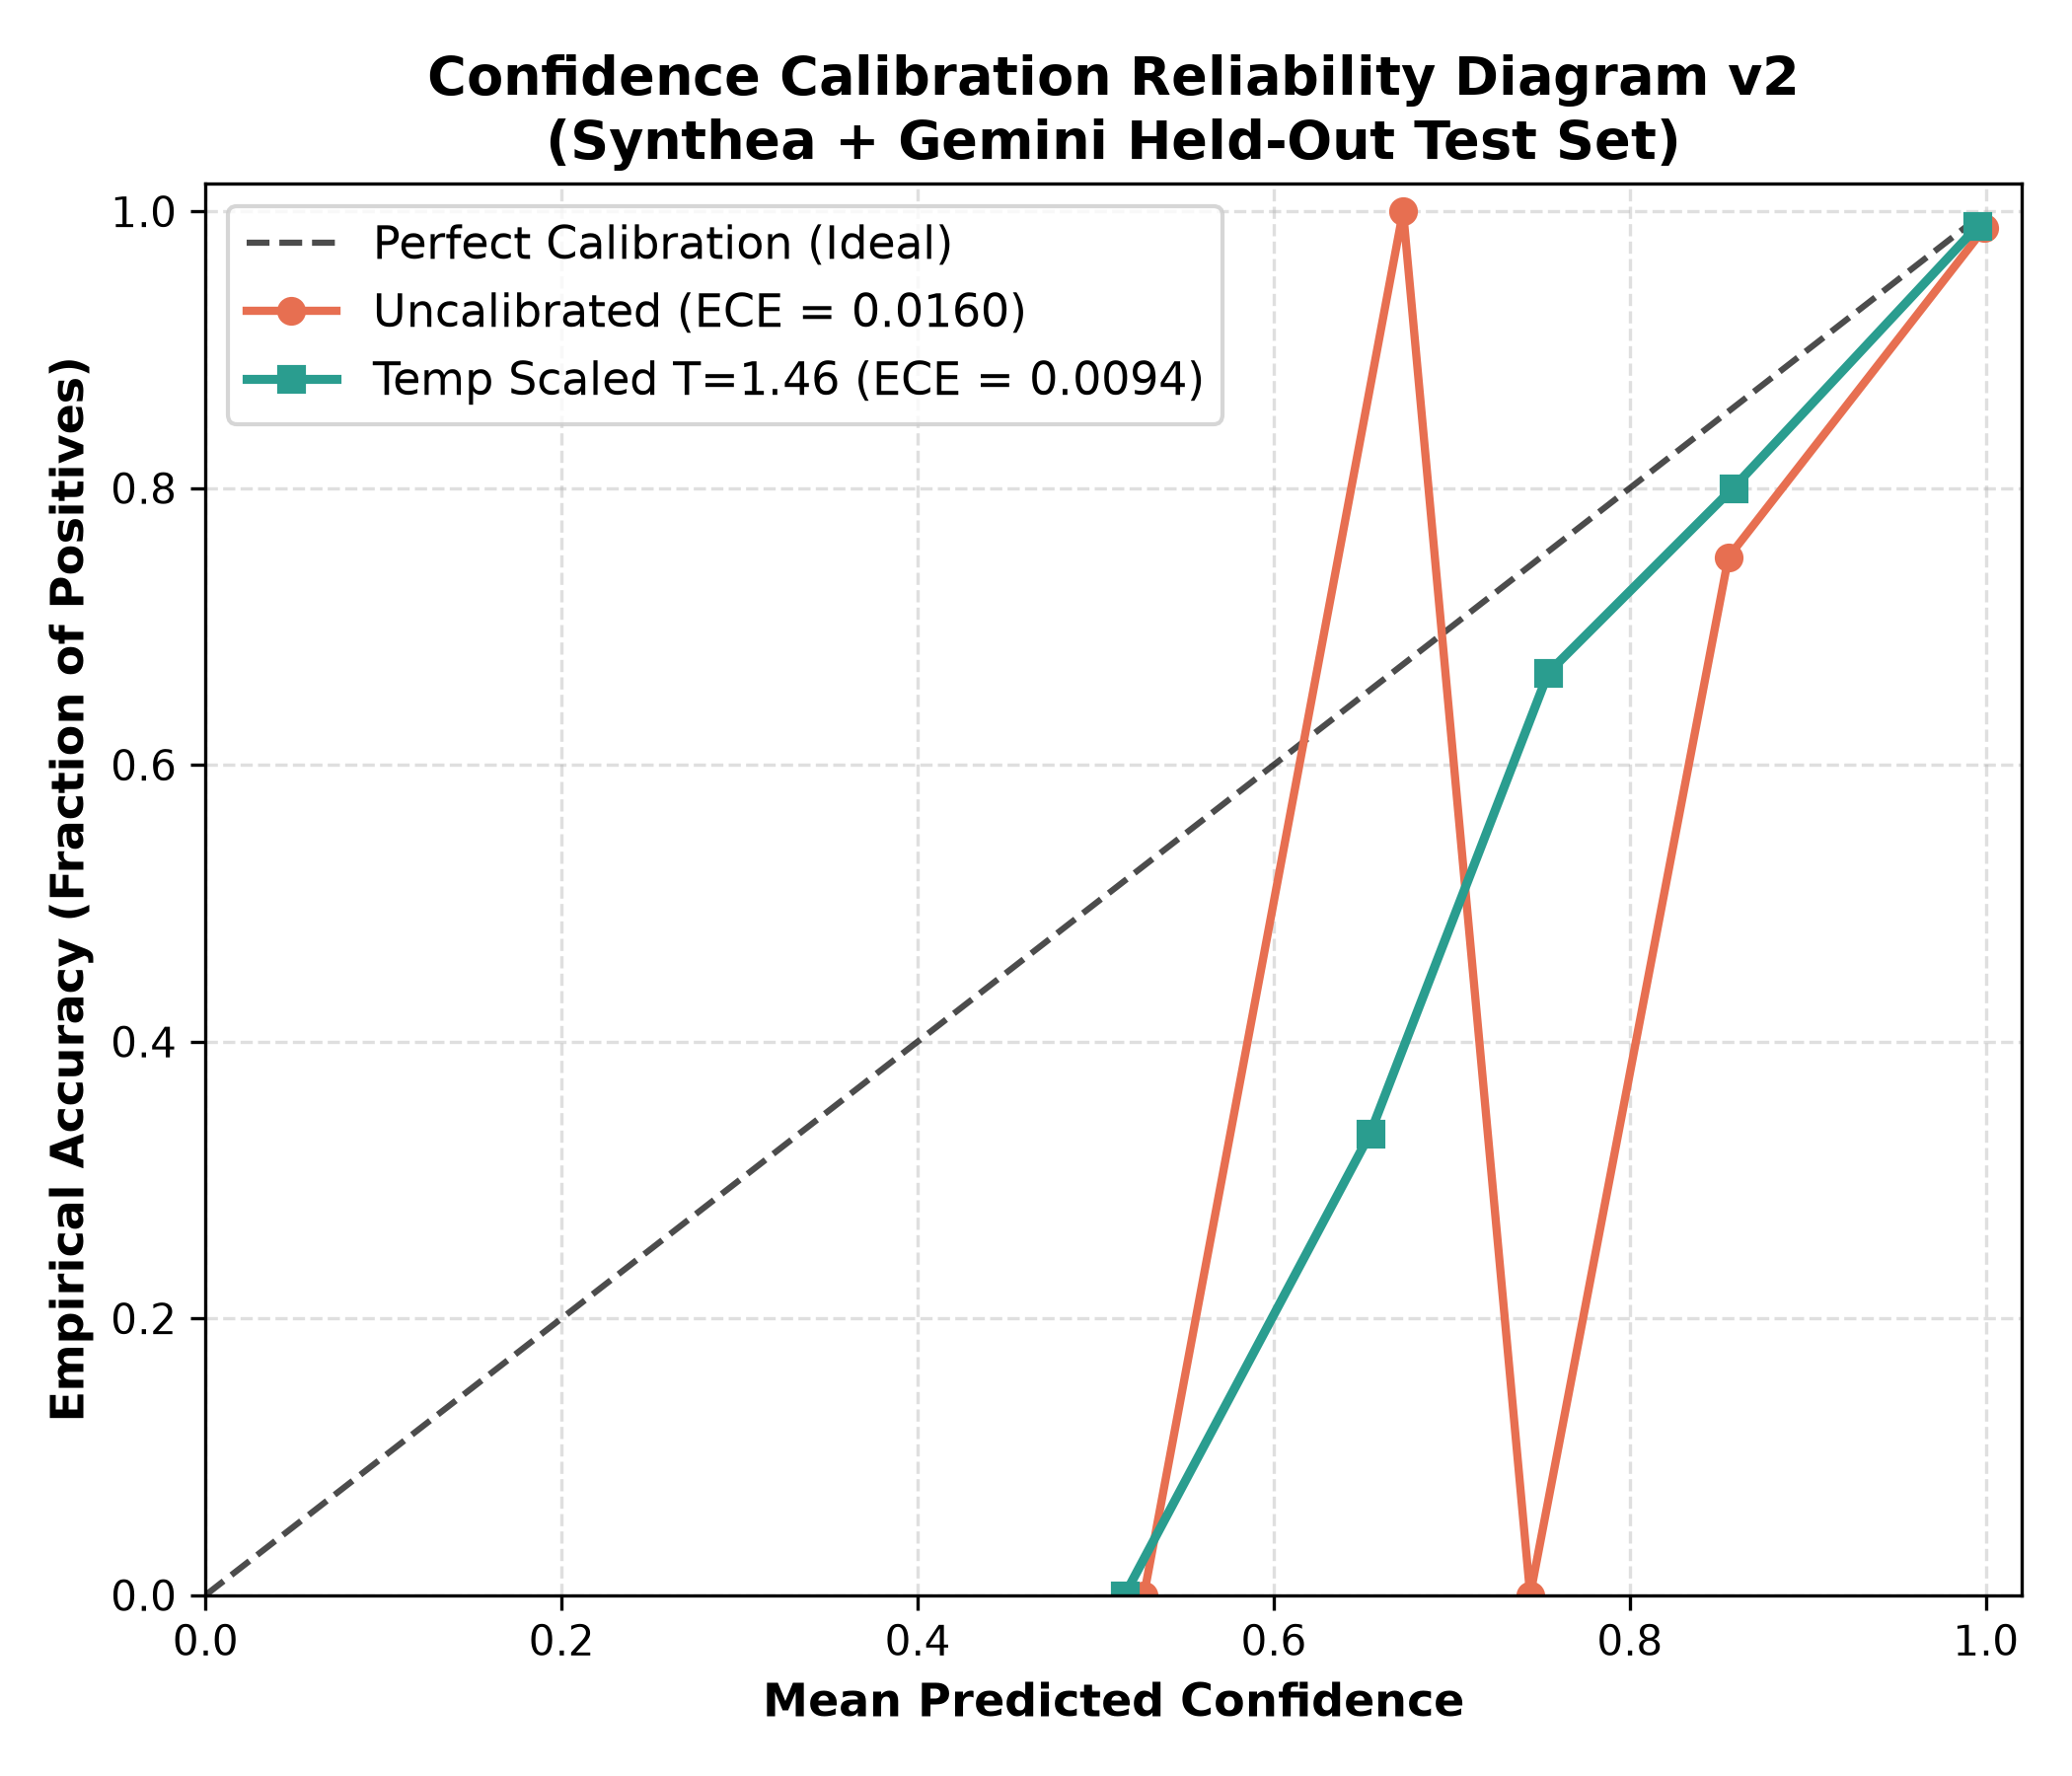 Confidence Calibration Reliability Diagram v2
(Synthea + Gemini Held-Out Test Set)
Perfect Calibration (Ideal)
Uncalibrated (ECE = 0.0160)
Temp Scaled T=1.46 (ECE = 0.0094)
Empirical Accuracy (Fraction of Positives)
1.0
0.8
0.6
0.4
0.2
0.0
0.0 0.2 0.4 0.6 0.8 1.0
Mean Predicted Confidence